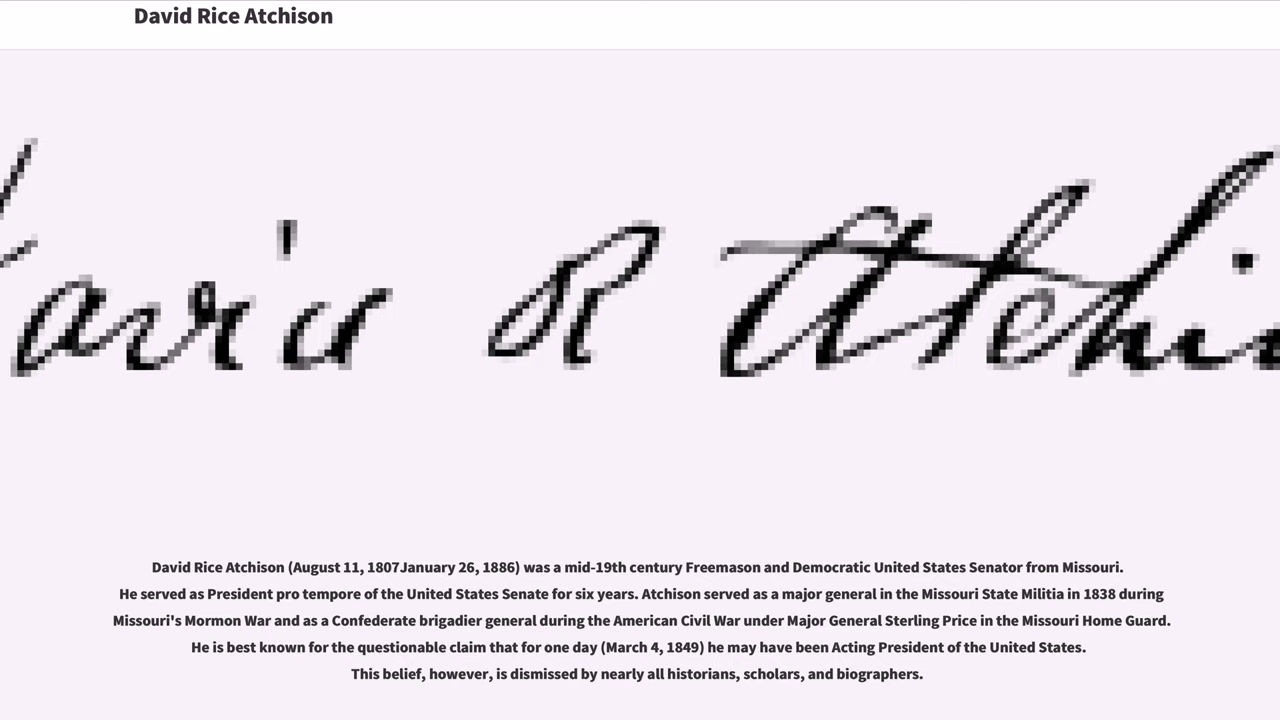 David Rice Atchison
David R Atchi
David Rice Atchison (August 11, 1807January 26, 1886) was a mid-19th century Freemason and Democratic United States Senator from Missouri.
He served as President pro tempore of the United States Senate for six years. Atchison served as a major general in the Missouri State Militia in 1838 during
Missouri's Mormon War and as a Confederate brigadier general during the American Civil War under Major General Sterling Price in the Missouri Home Guard.
He is best known for the questionable claim that for one day (March 4, 1849) he may have been Acting President of the United States.
This belief, however, is dismissed by nearly all historians, scholars, and biographers.